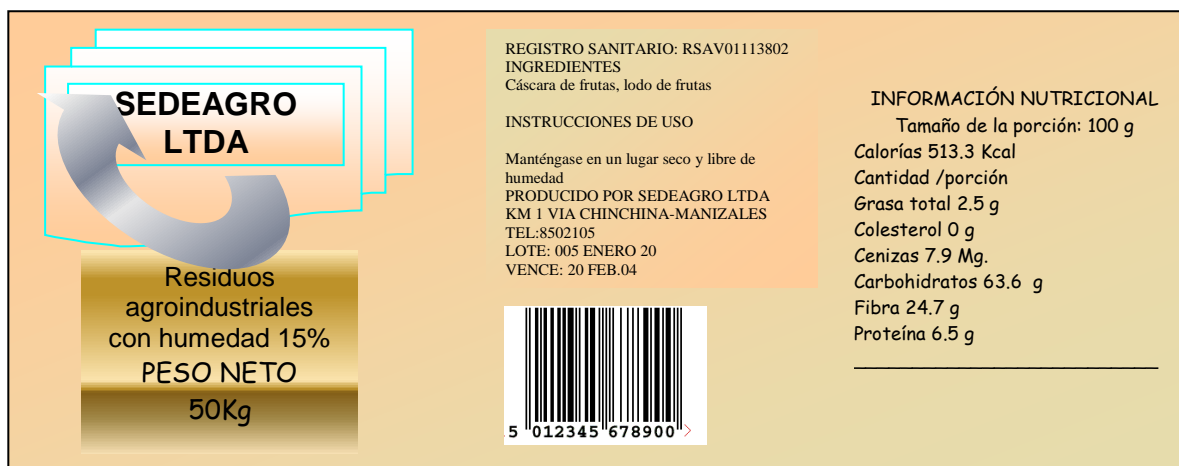 SEDEAGRO
LTDA
Residuos
agroindustriales
con humedad 15%
PESO NETO
50Kg
REGISTRO SANITARIO: RSAV01113802
INGREDIENTES
Cáscara de frutas, lodo de frutas
INSTRUCCIONES DE USO
Manténgase en un lugar seco y libre de
humedad
PRODUCIDO POR SEDEAGRO LTDA
KM 1 VIA CHINCHINA-MANIZALES
TEL:8502105
LOTE: 005 ENERO 20
VENCE: 20 FEB.04
5 012345 678900 >
INFORMACIÓN NUTRICIONAL
Tamaño de la porción: 100 g
Calorías 513.3 Kcal
Cantidad /porción
Grasa total 2.5 g
Colesterol 0 g
Cenizas 7.9 Mg.
Carbohidratos 63.6 g
Fibra 24.7 g
Proteína 6.5 g